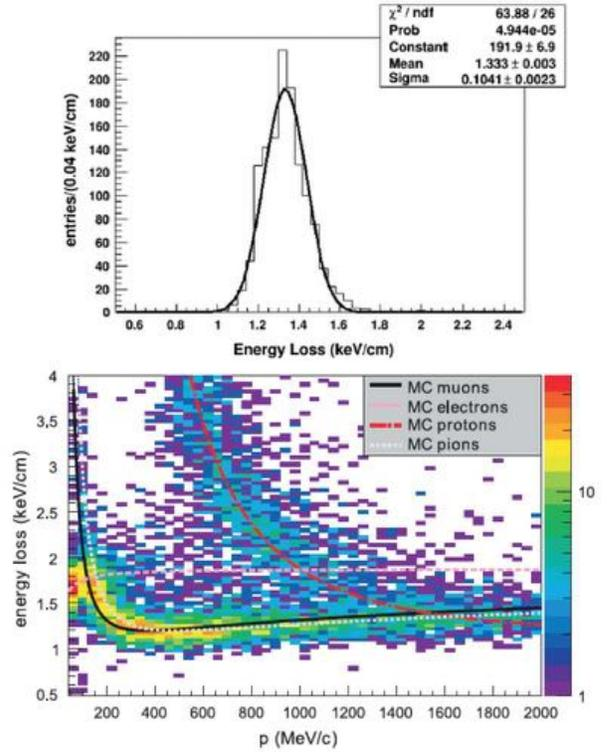 χ² / ndf 63.88 / 26
Prob 4.944e-05
Constant 191.9 ± 6.9
Mean 1.333 ± 0.003
Sigma 0.1041 ± 0.0023
entries/(0.04 keV/cm)
220
200
180
160
140
120
100
80
60
40
20
0
0.6 0.8 1 1.2 1.4 1.6 1.8 2 2.2 2.4
Energy Loss (keV/cm)
energy loss (keV/cm)
4
3.5
3
2.5
2
1.5
1
0.5
MC muons
MC electrons
MC protons
MC pions
10
1
200 400 600 800 1000 1200 1400 1600 1800 2000
p (MeV/c)